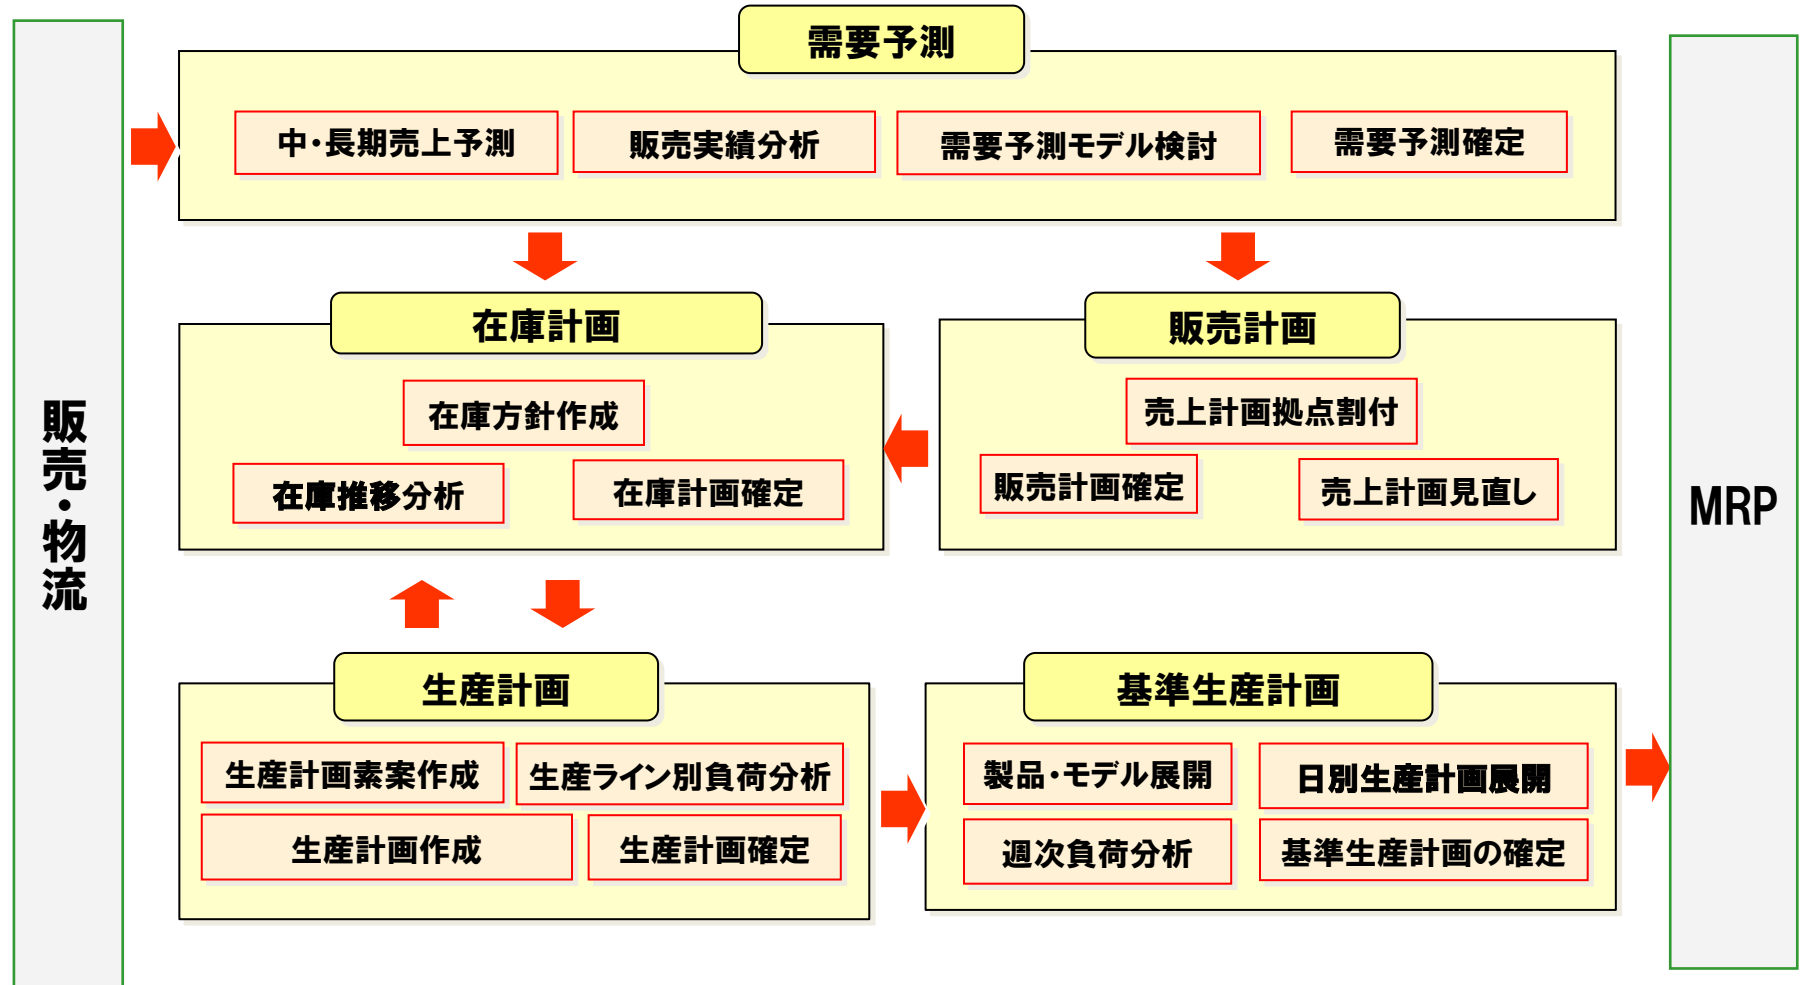 販売・物流
需要予測
中・長期売上予測
販売実績分析
需要予測モデル検討
需要予測確定
在庫計画
在庫方針作成
在庫推移分析
在庫計画確定
販売計画
売上計画拠点割付
販売計画確定
売上計画見直し
生産計画
生産計画素案作成
生産ライン別負荷分析
生産計画作成
生産計画確定
基準生産計画
製品・モデル展開
日別生産計画展開
週次負荷分析
基準生産計画の確定
MRP